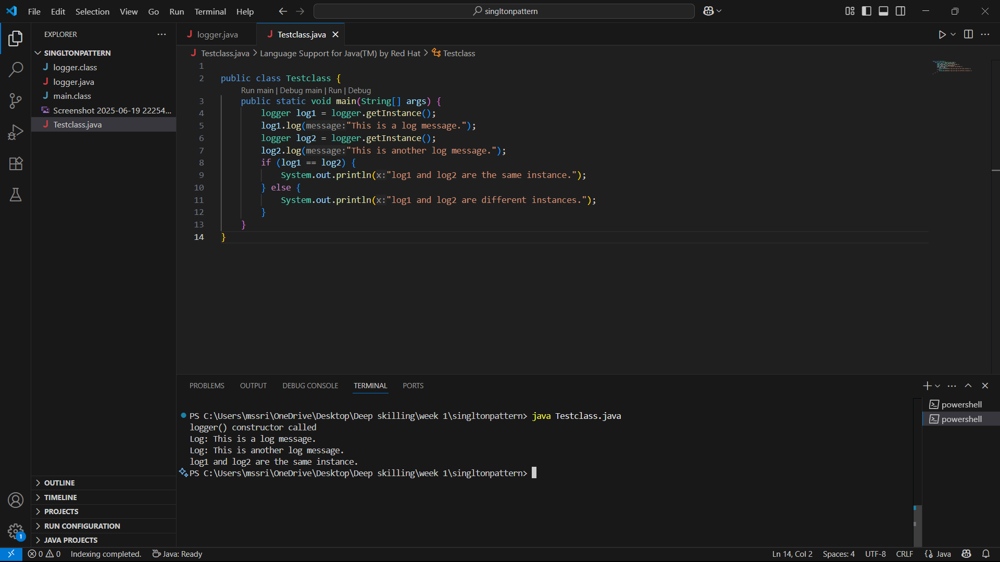 File Edit Selection View Go Run Terminal Help
singltonpattern
EXPLORER
SINGLTONPATTERN
logger.class
logger.java
main.class
Screenshot 2025-06-19 22254...
Testclass.java
OUTLINE
TIMELINE
PROJECTS
RUN CONFIGURATION
JAVA PROJECTS
1
logger.java
Testclass.java
Testclass.java > Language Support for Java(TM) by Red Hat > Testclass
1
2 public class Testclass {
Run main | Debug main | Run | Debug
3 public static void main(String[] args) {
4 logger log1 = logger.getInstance();
5 log1.log(message:"This is a log message.");
6 logger log2 = logger.getInstance();
7 log2.log(message:"This is another log message.");
8 if (log1 == log2) {
9 System.out.println(x:"log1 and log2 are the same instance.");
10 } else {
11 System.out.println(x:"log1 and log2 are different instances.");
12 }
13 }
14 }
PROBLEMS OUTPUT DEBUG CONSOLE TERMINAL PORTS
PS C:\Users\mssri\OneDrive\Desktop\Deep skilling\week 1\singltonpattern> java Testclass.java
logger() constructor called
Log: This is a log message.
Log: This is another log message.
log1 and log2 are the same instance.
PS C:\Users\mssri\OneDrive\Desktop\Deep skilling\week 1\singltonpattern>
powershell
powershell
0 0 Indexing completed. Java: Ready
Ln 14, Col 2 Spaces: 4 UTF-8 CRLF Java